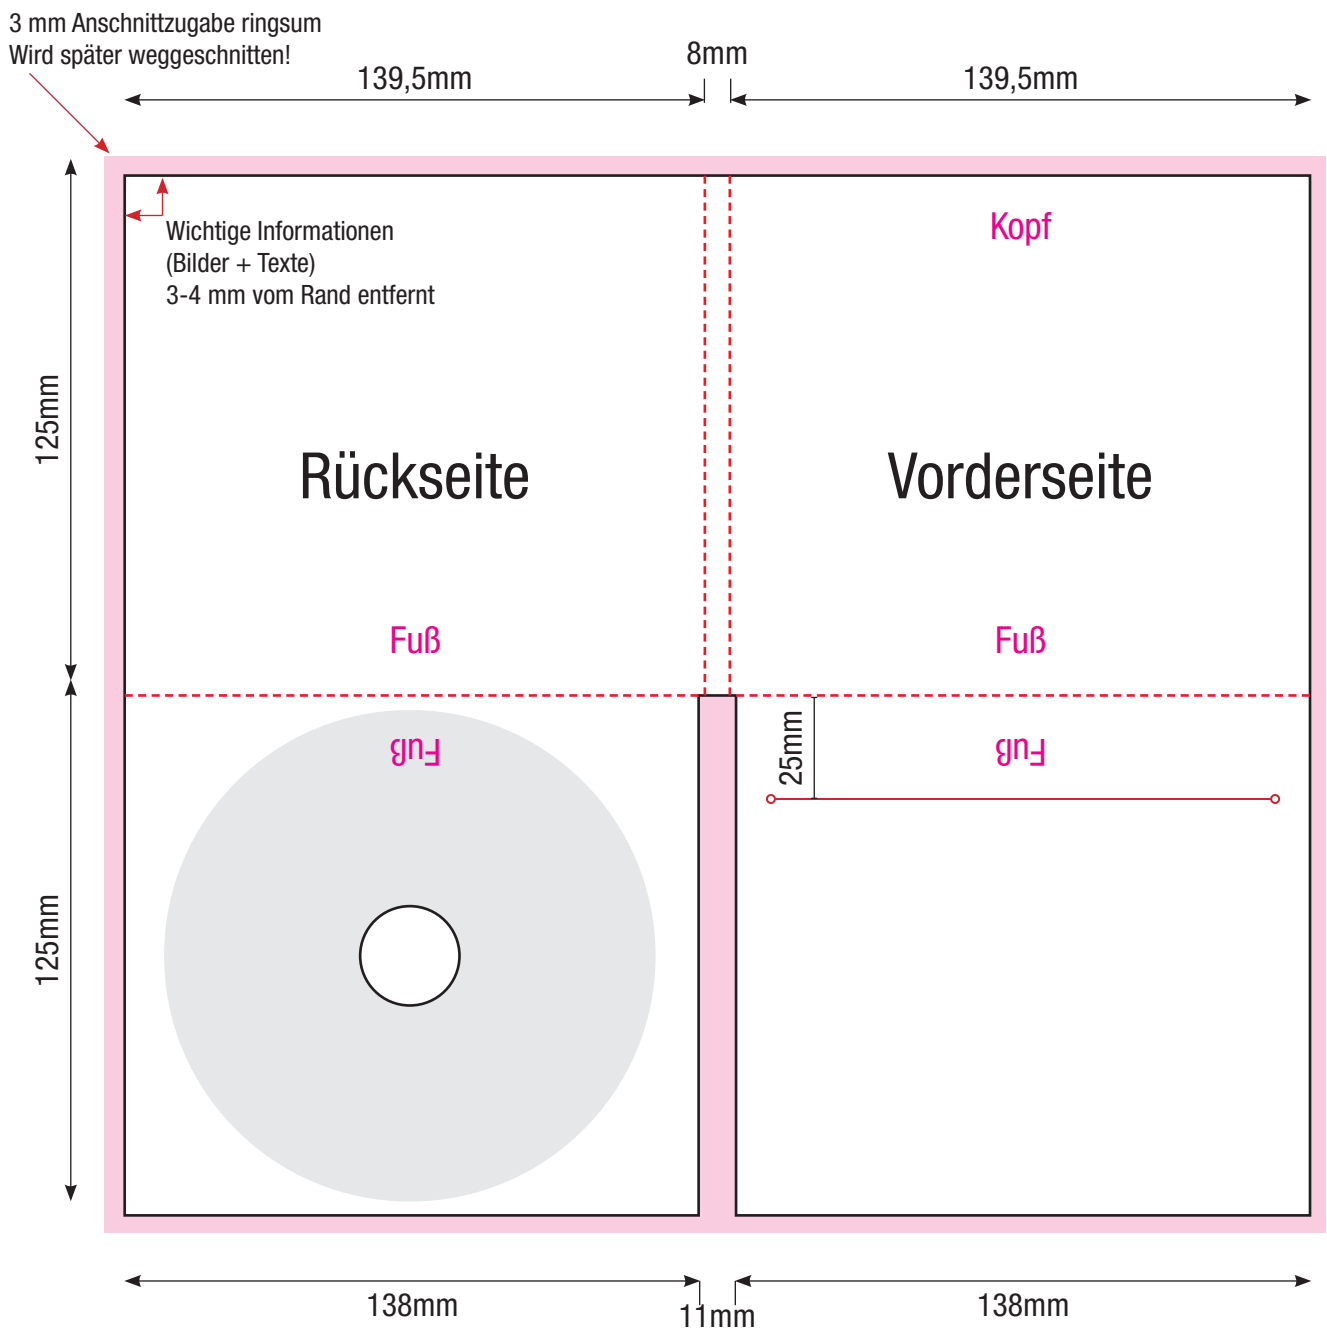 3 mm Anschnittzugabe ringsum
Wird später weggeschnitten!
139,5mm
8mm
139,5mm
Wichtige Informationen
(Bilder + Texte)
3-4 mm vom Rand entfernt
Kopf
125mm
Rückseite
Vorderseite
Fuß
Fuß
Fuß
25mm
Fuß
125mm
138mm
11mm
138mm